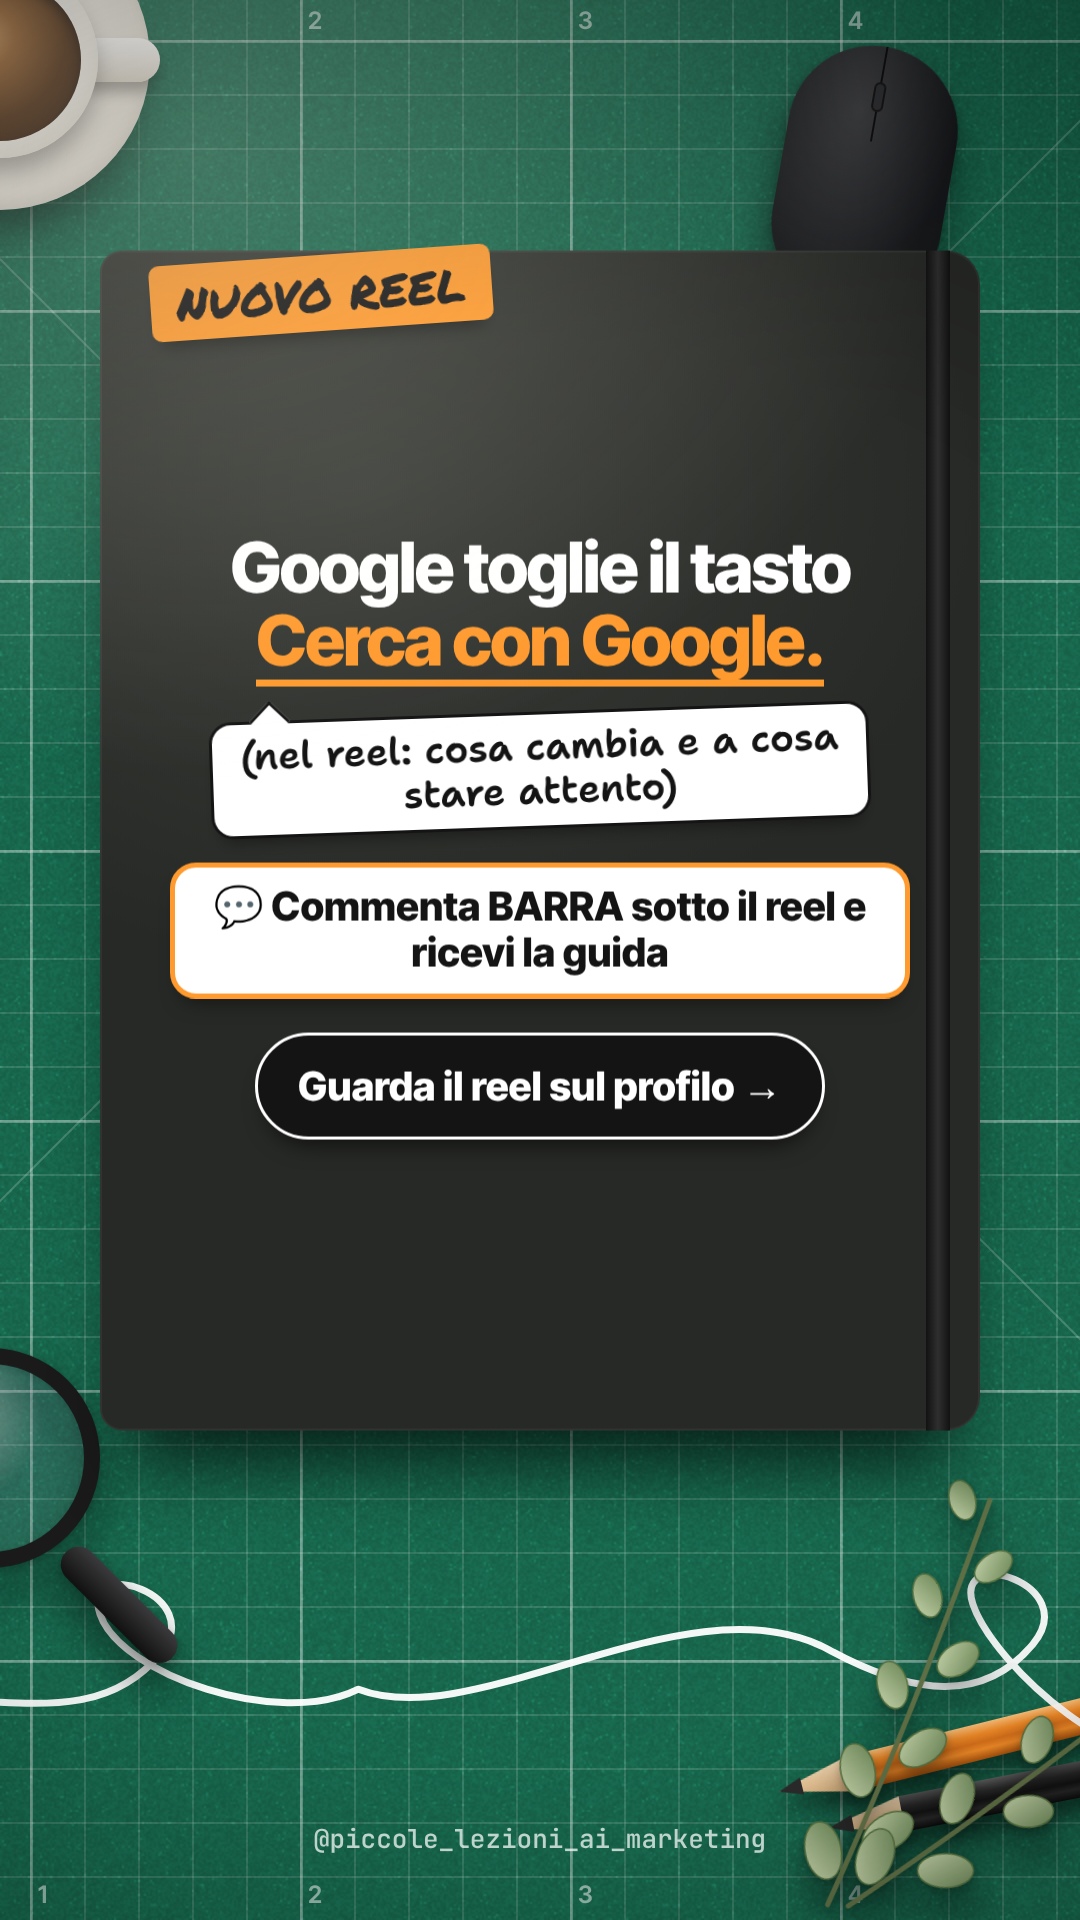 2 3 4
NUOVO REEL
Google toglie il tasto
Cerca con Google.
(nel reel: cosa cambia e a cosa
stare attento)
💬 Commenta BARRA sotto il reel e
ricevi la guida
Guarda il reel sul profilo →
@piccole_lezioni_ai_marketing
1 2 3 4